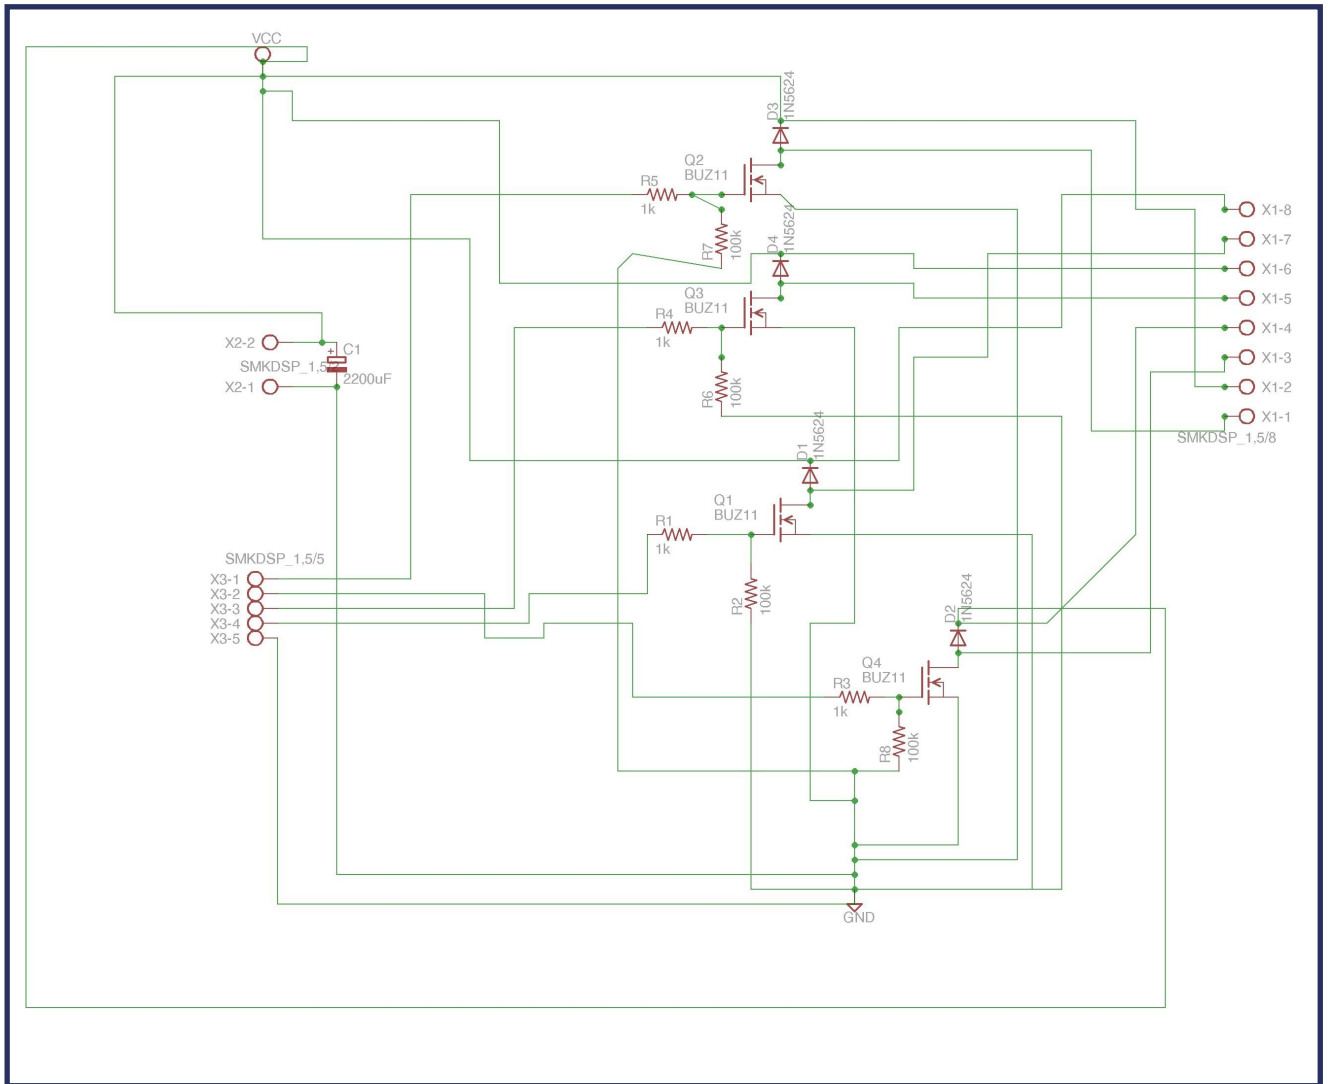 VCC
D3
1N5624
Q2
BUZ11
R5
1k
R7
100k
D4
1N5624
X1-8
X1-7
X1-6
X1-5
X1-4
X1-3
X1-2
X1-1
SMKDSP_1,5/8
Q3
BUZ11
R4
1k
R6
100k
X2-2
C1
+
SMKDSP_1,5/2
2200uF
X2-1
D1
1N5624
Q1
BUZ11
R1
1k
R2
100k
SMKDSP_1,5/5
X3-1
X3-2
X3-3
X3-4
X3-5
D2
1N5624
Q4
BUZ11
R3
1k
R8
100k
GND